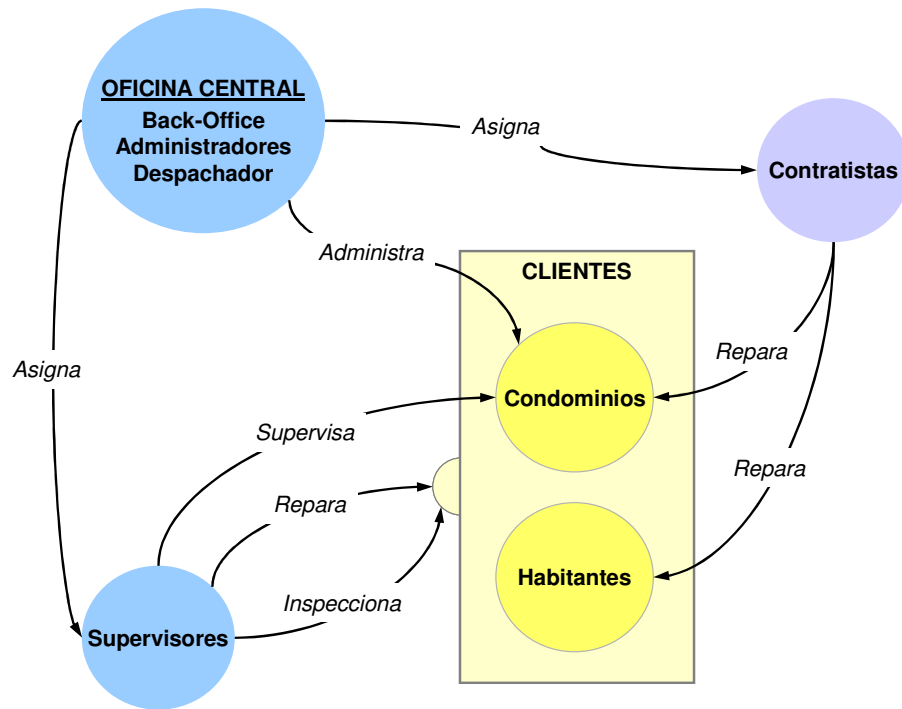 OFICINA CENTRAL
Back-Office
Administradores
Despachador
Asigna
Contratistas
Administra
CLIENTES
Asigna
Repara
Condominios
Supervisa
Repara
Repara
Habitantes
Inspecciona
Supervisores